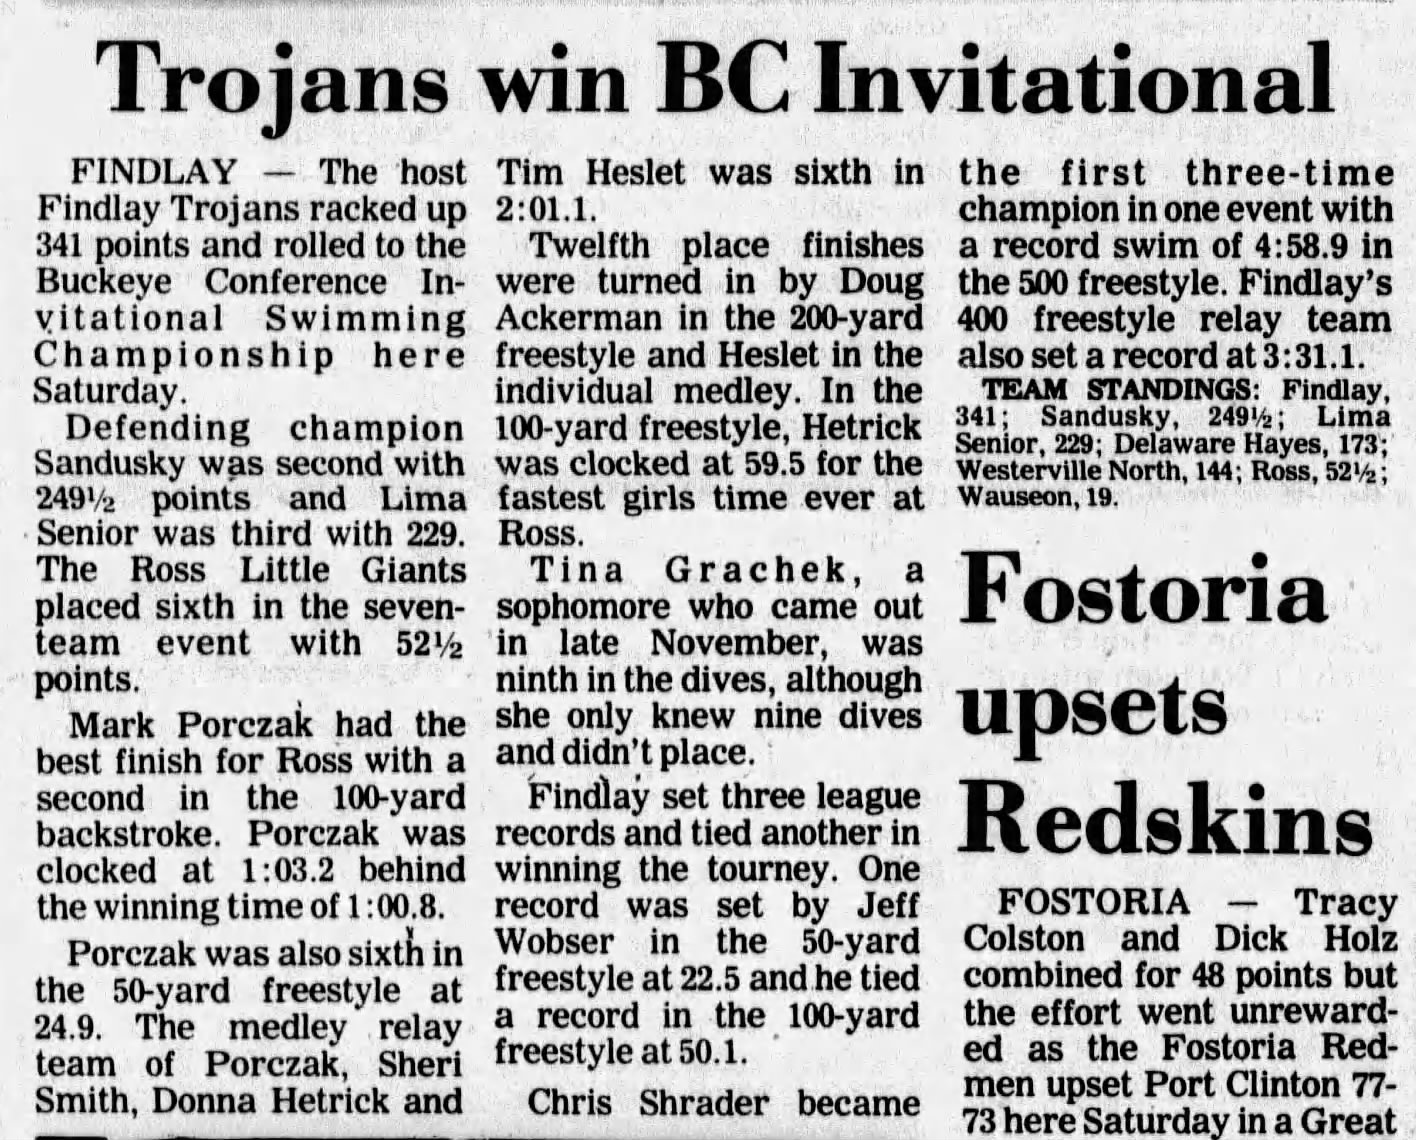 Trojans win BC Invitational
FINDLAY — The host
Findlay Trojans racked up
341 points and rolled to the
Buckeye Conference In-
vitational Swimming
Championship here
Saturday.
Defending champion
Sandusky was second with
249½ points and Lima
Senior was third with 229.
The Ross Little Giants
placed sixth in the seven-
team event with 52½
points.
Mark Porczak had the
best finish for Ross with a
second in the 100-yard
backstroke. Porczak was
clocked at 1:03.2 behind
the winning time of 1:00.8.
Porczak was also sixth in
the 50-yard freestyle at
24.9. The medley relay
team of Porczak, Sheri
Smith, Donna Hetrick and
Tim Heslet was sixth in
2:01.1.
Twelfth place finishes
were turned in by Doug
Ackerman in the 200-yard
freestyle and Heslet in the
individual medley. In the
100-yard freestyle, Hetrick
was clocked at 59.5 for the
fastest girls time ever at
Ross.
Tina Grachek, a
sophomore who came out
in late November, was
ninth in the dives, although
she only knew nine dives
and didn't place.
Findlay set three league
records and tied another in
winning the tourney. One
record was set by Jeff
Wobser in the 50-yard
freestyle at 22.5 and he tied
a record in the 100-yard
freestyle at 50.1.
Chris Shrader became
the first three-time
champion in one event with
a record swim of 4:58.9 in
the 500 freestyle. Findlay's
400 freestyle relay team
also set a record at 3:31.1.
TEAM STANDINGS: Findlay,
341; Sandusky, 249½; Lima
Senior, 229; Delaware Hayes, 173;
Westerville North, 144; Ross, 52½;
Wauseon, 19.
Fostoria
upsets
Redskins
FOSTORIA — Tracy
Colston and Dick Holz
combined for 48 points but
the effort went unreward-
ed as the Fostoria Red-
men upset Port Clinton 77-
73 here Saturday in a Great